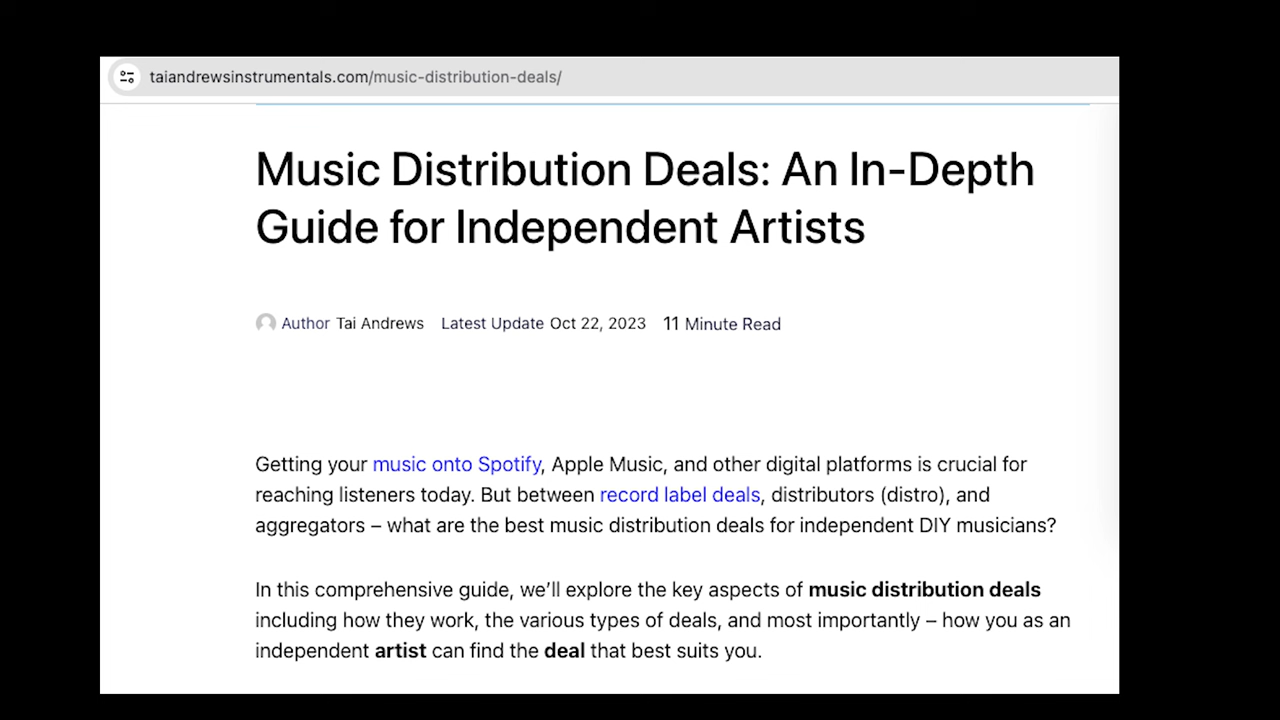 taiandrewsinstrumentals.com/music-distribution-deals/
Music Distribution Deals: An In-Depth
Guide for Independent Artists
Author Tai Andrews Latest Update Oct 22, 2023 11 Minute Read
Getting your music onto Spotify, Apple Music, and other digital platforms is crucial for
reaching listeners today. But between record label deals, distributors (distro), and
aggregators – what are the best music distribution deals for independent DIY musicians?
In this comprehensive guide, we’ll explore the key aspects of music distribution deals
including how they work, the various types of deals, and most importantly – how you as an
independent artist can find the deal that best suits you.